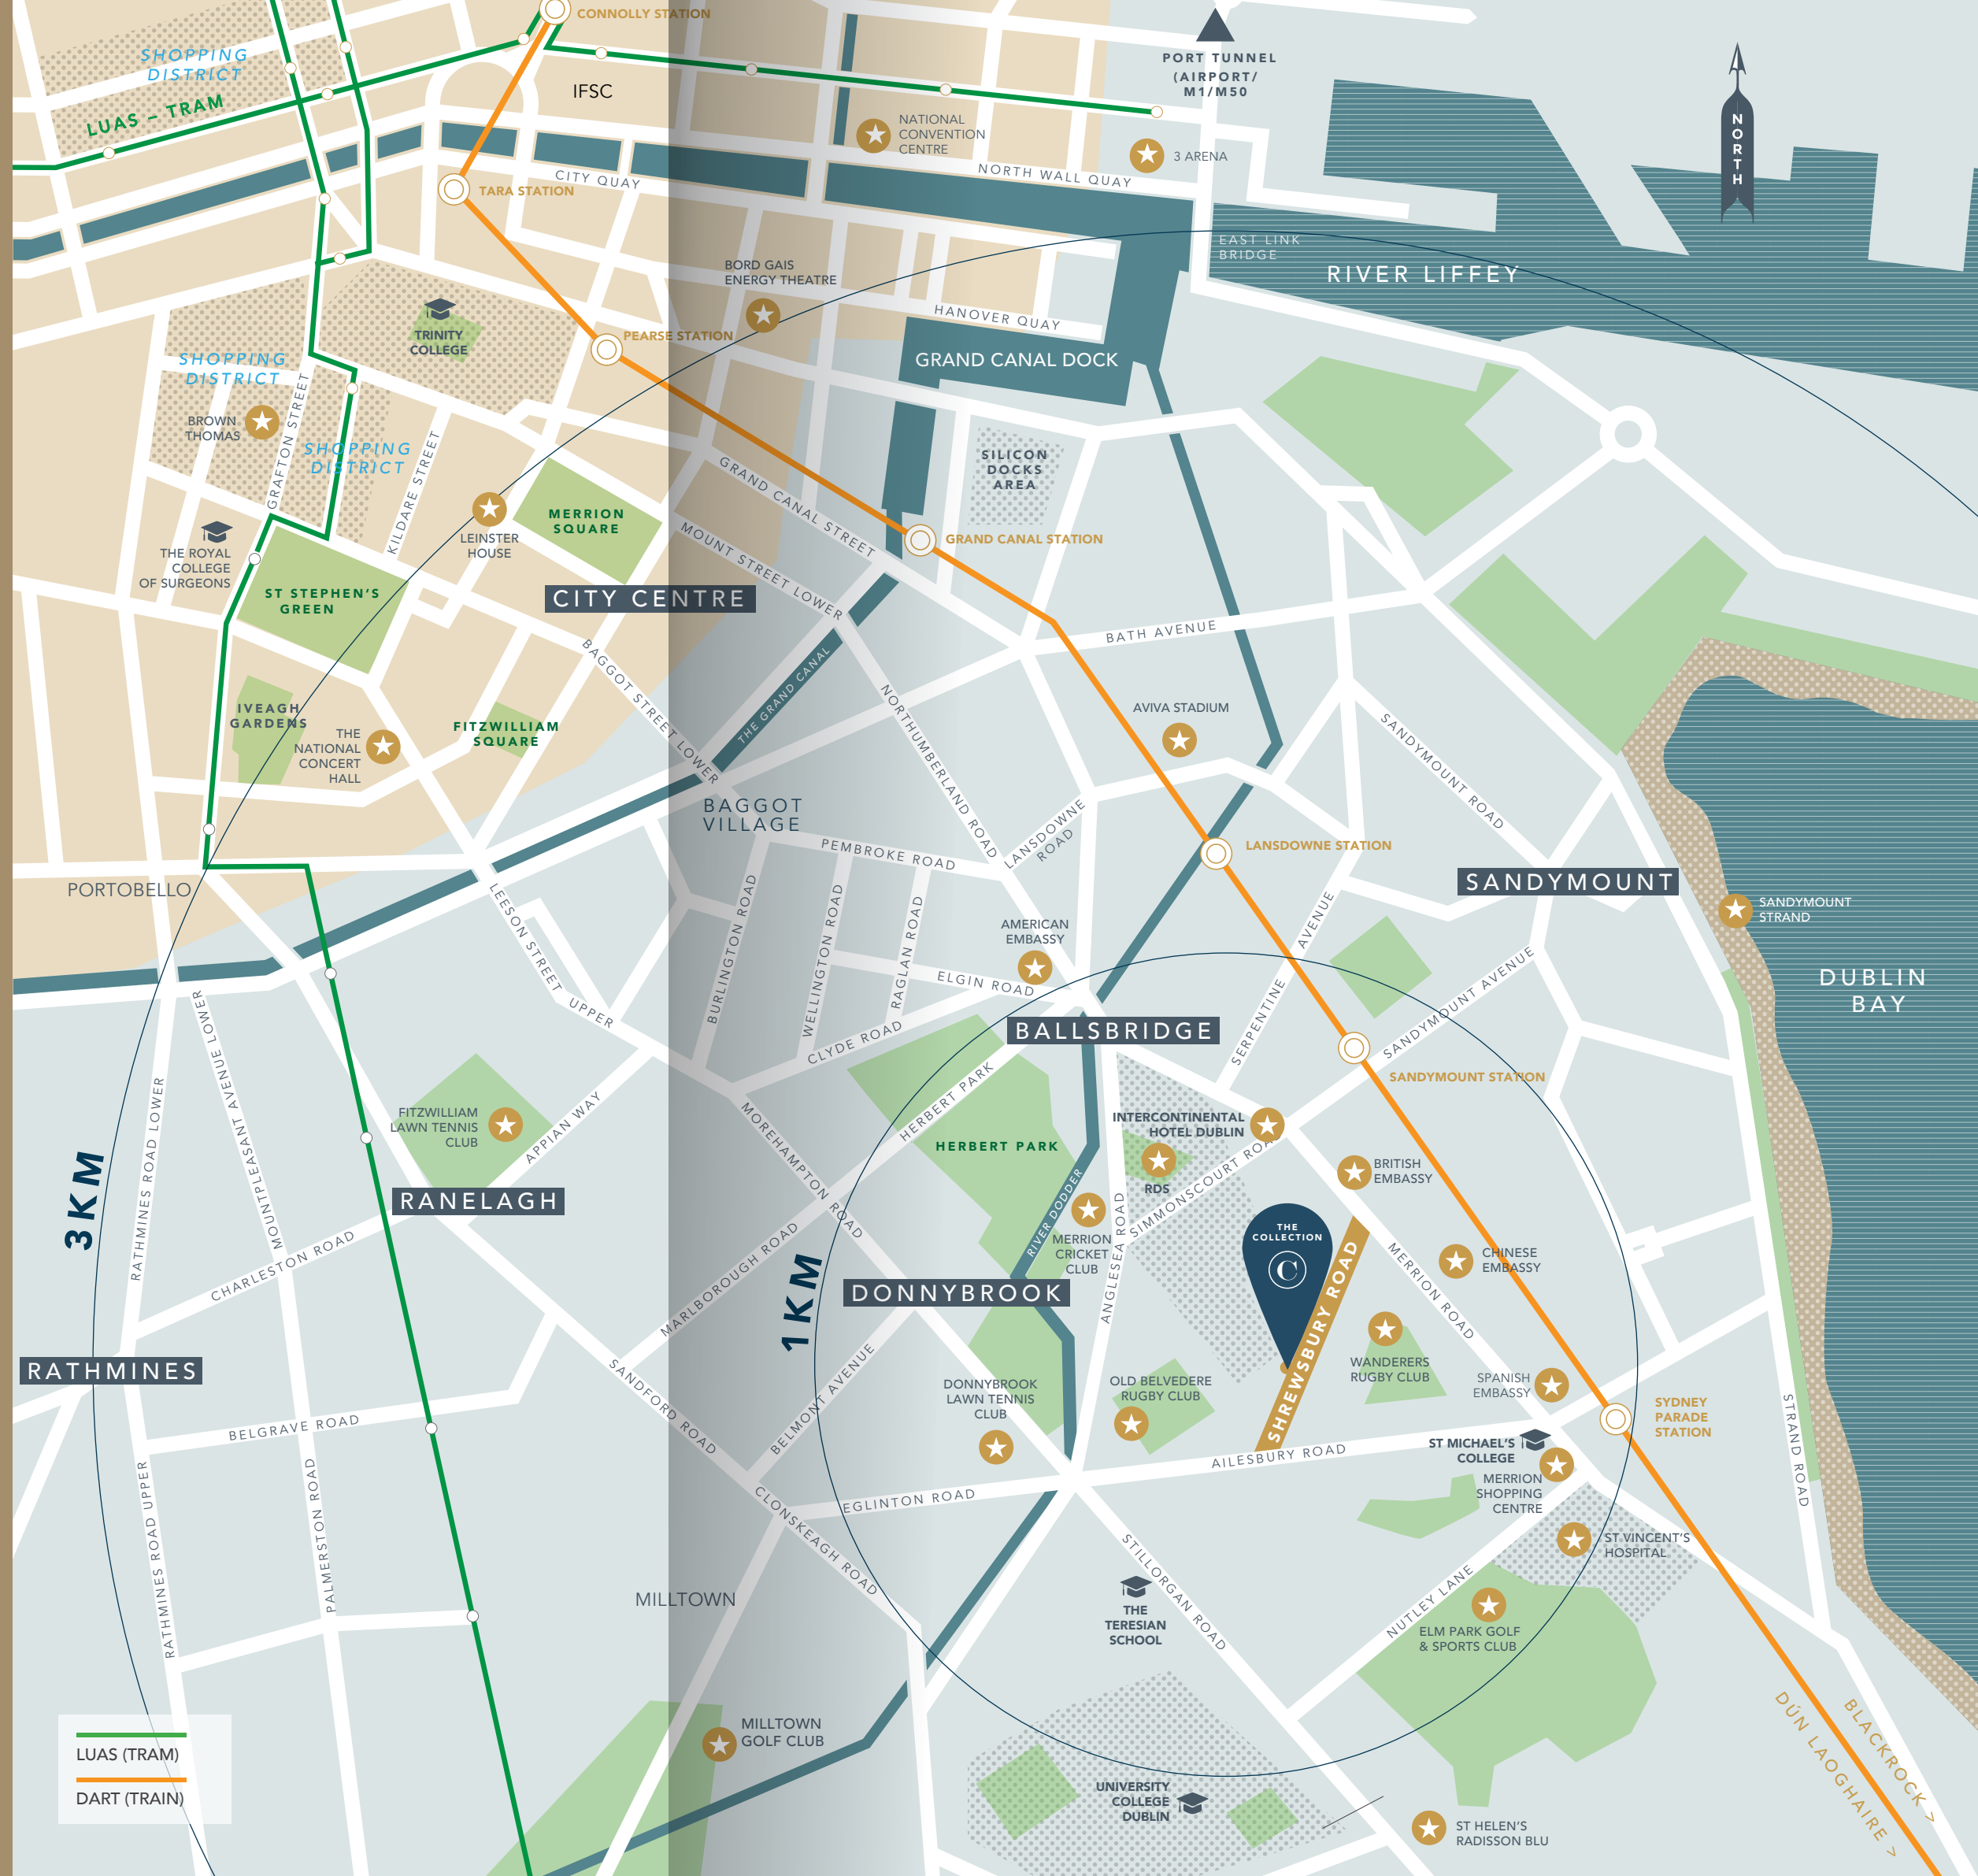 CONNOLLY STATION
SHOPPING
DISTRICT
LUAS – TRAM
IFSC
PORT TUNNEL
(AIRPORT/
M1/M50
NORTH
NATIONAL
CONVENTION
CENTRE
3 ARENA
NORTH WALL QUAY
CITY QUAY
TARA STATION
EAST LINK
BRIDGE
RIVER LIFFEY
BORD GAIS
ENERGY THEATRE
HANOVER QUAY
TRINITY
COLLEGE
PEARSE STATION
GRAND CANAL DOCK
SHOPPING
DISTRICT
BROWN
THOMAS
GRAFTON STREET
SHOPPING
DISTRICT
KILDARE STREET
SILICON
DOCKS
AREA
GRAND CANAL STREET
MERRION
SQUARE
LEINSTER
HOUSE
GRAND CANAL STATION
THE ROYAL
COLLEGE
OF SURGEONS
MOUNT STREET LOWER
ST STEPHEN'S
GREEN
CITY CENTRE
BATH AVENUE
BAGGOT STREET LOWER
THE GRAND CANAL
NORTHUMBERLAND ROAD
IVEAGH
GARDENS
THE
NATIONAL
CONCERT
HALL
FITZWILLIAM
SQUARE
AVIVA STADIUM
SANDYMOUNT ROAD
BAGGOT
VILLAGE
LANSDOWNE
ROAD
PEMBROKE ROAD
LANSDOWNE STATION
PORTOBELLO
SANDYMOUNT
SANDYMOUNT
STRAND
LEESON STREET UPPER
BURLINGTON ROAD
WELLINGTON ROAD
RAGLAN ROAD
AMERICAN
EMBASSY
ELGIN ROAD
SERPENTINE AVENUE
SANDYMOUNT AVENUE
DUBLIN
BAY
CLYDE ROAD
BALLSBRIDGE
RATHMINES ROAD LOWER
MOUNTPLEASANT AVENUE LOWER
FITZWILLIAM
LAWN TENNIS
CLUB
APPIAN WAY
MOREHAMPTON ROAD
HERBERT PARK
HERBERT PARK
SANDYMOUNT STATION
INTERCONTINENTAL
HOTEL DUBLIN
RDS
SIMMONSCOURT ROAD
BRITISH
EMBASSY
RANELAGH
3KM
CHARLESTON ROAD
MARLBOROUGH ROAD
RIVER DODDER
MERRION
CRICKET
CLUB
ANGLESEA ROAD
THE
COLLECTION
C
SHREWSBURY ROAD
MERRION ROAD
CHINESE
EMBASSY
1KM
DONNYBROOK
RATHMINES
WANDERERS
RUGBY CLUB
SPANISH
EMBASSY
SYDNEY
PARADE
STATION
DONNYBROOK
LAWN TENNIS
CLUB
OLD BELVEDERE
RUGBY CLUB
SANDFORD ROAD
BELMONT AVENUE
BELGRAVE ROAD
AILESBURY ROAD
ST MICHAEL'S
COLLEGE
MERRION
SHOPPING
CENTRE
STRAND ROAD
RATHMINES ROAD UPPER
PALMERSTON ROAD
EGLINTON ROAD
CLONSKEAGH ROAD
STILLORGAN ROAD
ST VINCENT'S
HOSPITAL
MILLTOWN
THE
TERESIAN
SCHOOL
NUTLEY LANE
ELM PARK GOLF
& SPORTS CLUB
MILLTOWN
GOLF CLUB
UNIVERSITY
COLLEGE
DUBLIN
ST HELEN'S
RADISSON BLU
BLACKROCK >
DÚN LAOGHAIRE >
LUAS (TRAM)
DART (TRAIN)